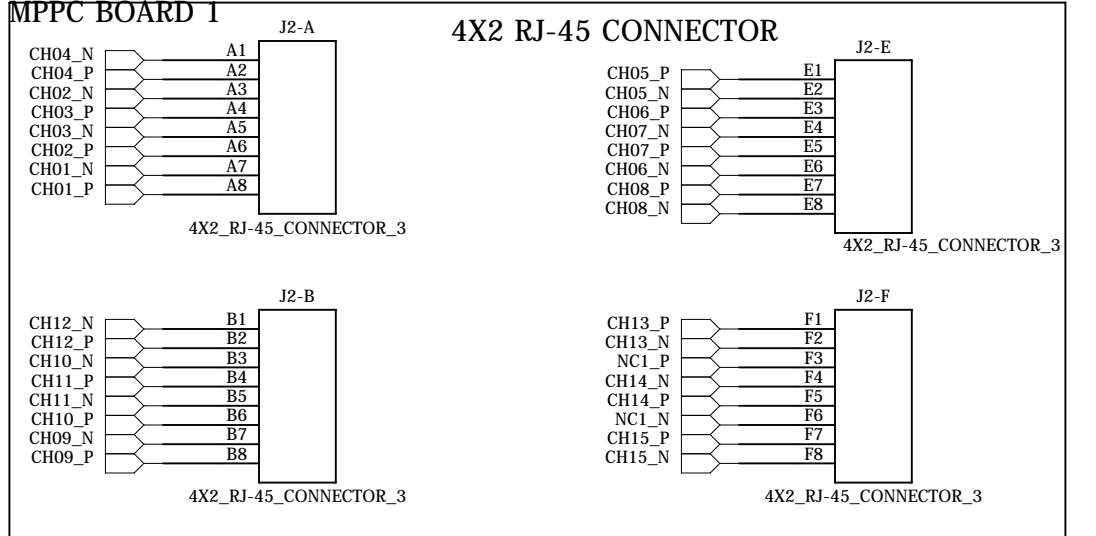 MPPC BOARD 1
4X2 RJ-45 CONNECTOR
J2-A
CH04_N A1
CH04_P A2
CH02_N A3
CH03_P A4
CH03_N A5
CH02_P A6
CH01_N A7
CH01_P A8
4X2_RJ-45_CONNECTOR_3
J2-E
CH05_P E1
CH05_N E2
CH06_P E3
CH07_N E4
CH07_P E5
CH06_N E6
CH08_P E7
CH08_N E8
4X2_RJ-45_CONNECTOR_3
J2-B
CH12_N B1
CH12_P B2
CH10_N B3
CH11_P B4
CH11_N B5
CH10_P B6
CH09_N B7
CH09_P B8
4X2_RJ-45_CONNECTOR_3
J2-F
CH13_P F1
CH13_N F2
NC1_P F3
CH14_N F4
CH14_P F5
NC1_N F6
CH15_P F7
CH15_N F8
4X2_RJ-45_CONNECTOR_3